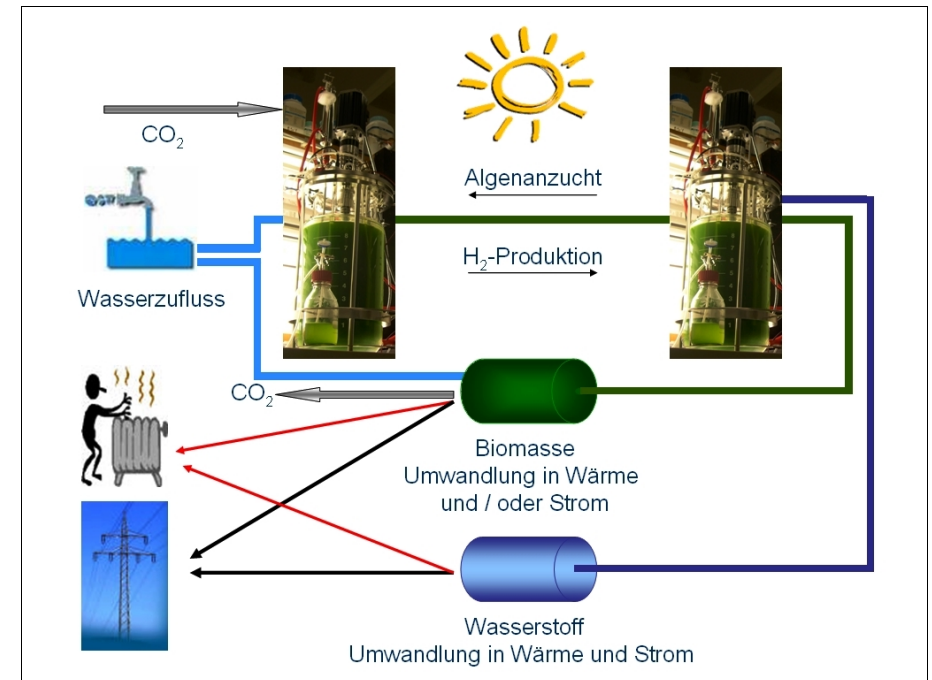 CO₂
Algenanzucht
H₂-Produktion
Wasserzufluss
CO₂
Biomasse
Umwandlung in Wärme
und / oder Strom
Wasserstoff
Umwandlung in Wärme und Strom